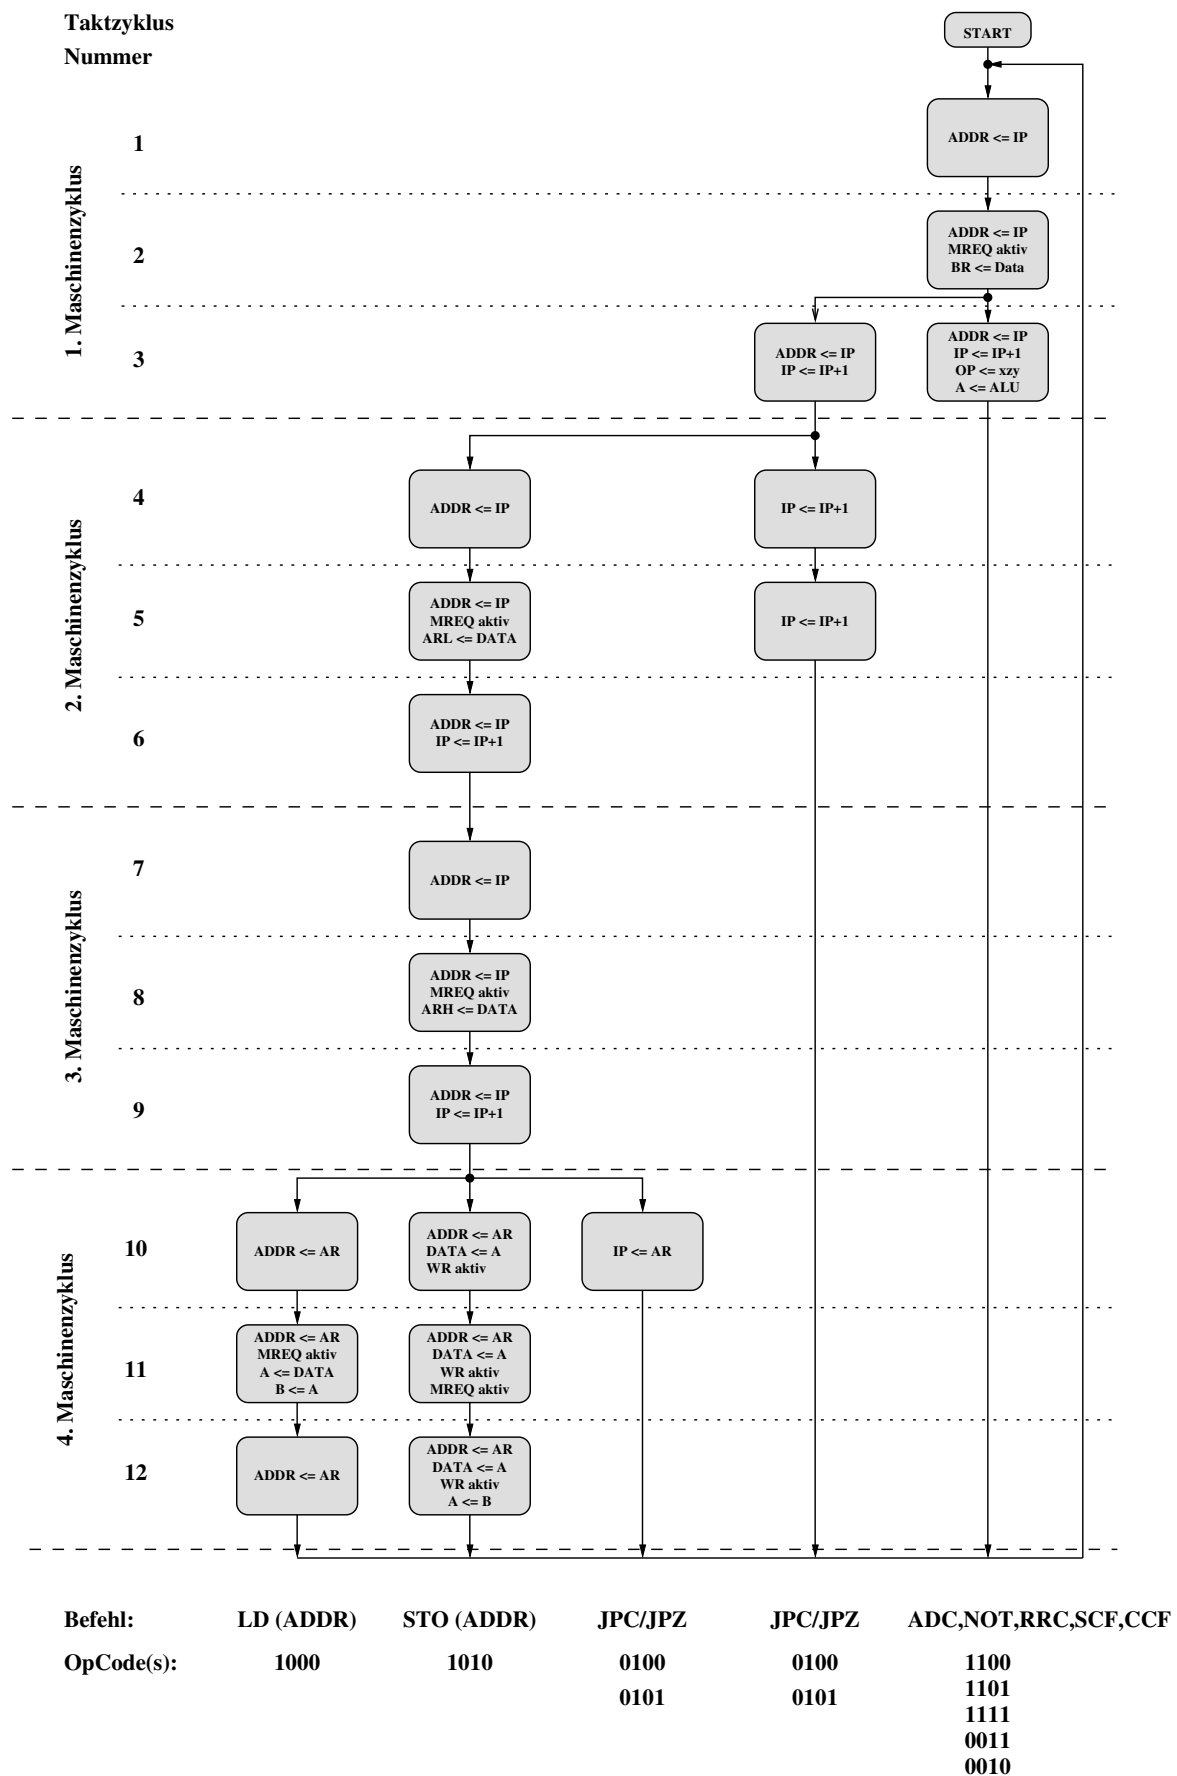 Taktzyklus
Nummer
START
1. Maschinenzyklus
1
ADDR <= IP
2
ADDR <= IP
MREQ aktiv
BR <= Data
3
ADDR <= IP
IP <= IP+1
ADDR <= IP
IP <= IP+1
OP <= xzy
A <= ALU
2. Maschinenzyklus
4
ADDR <= IP
IP <= IP+1
5
ADDR <= IP
MREQ aktiv
ARL <= DATA
IP <= IP+1
6
ADDR <= IP
IP <= IP+1
3. Maschinenzyklus
7
ADDR <= IP
8
ADDR <= IP
MREQ aktiv
ARH <= DATA
9
ADDR <= IP
IP <= IP+1
4. Maschinenzyklus
10
ADDR <= AR
ADDR <= AR
DATA <= A
WR aktiv
IP <= AR
11
ADDR <= AR
MREQ aktiv
A <= DATA
B <= A
ADDR <= AR
DATA <= A
WR aktiv
MREQ aktiv
12
ADDR <= AR
ADDR <= AR
DATA <= A
WR aktiv
A <= B
Befehl: LD (ADDR) STO (ADDR) JPC/JPZ JPC/JPZ ADC,NOT,RRC,SCF,CCF
OpCode(s): 1000 1010 0100 0100 1100
0101 0101 1101
1111
0011
0010